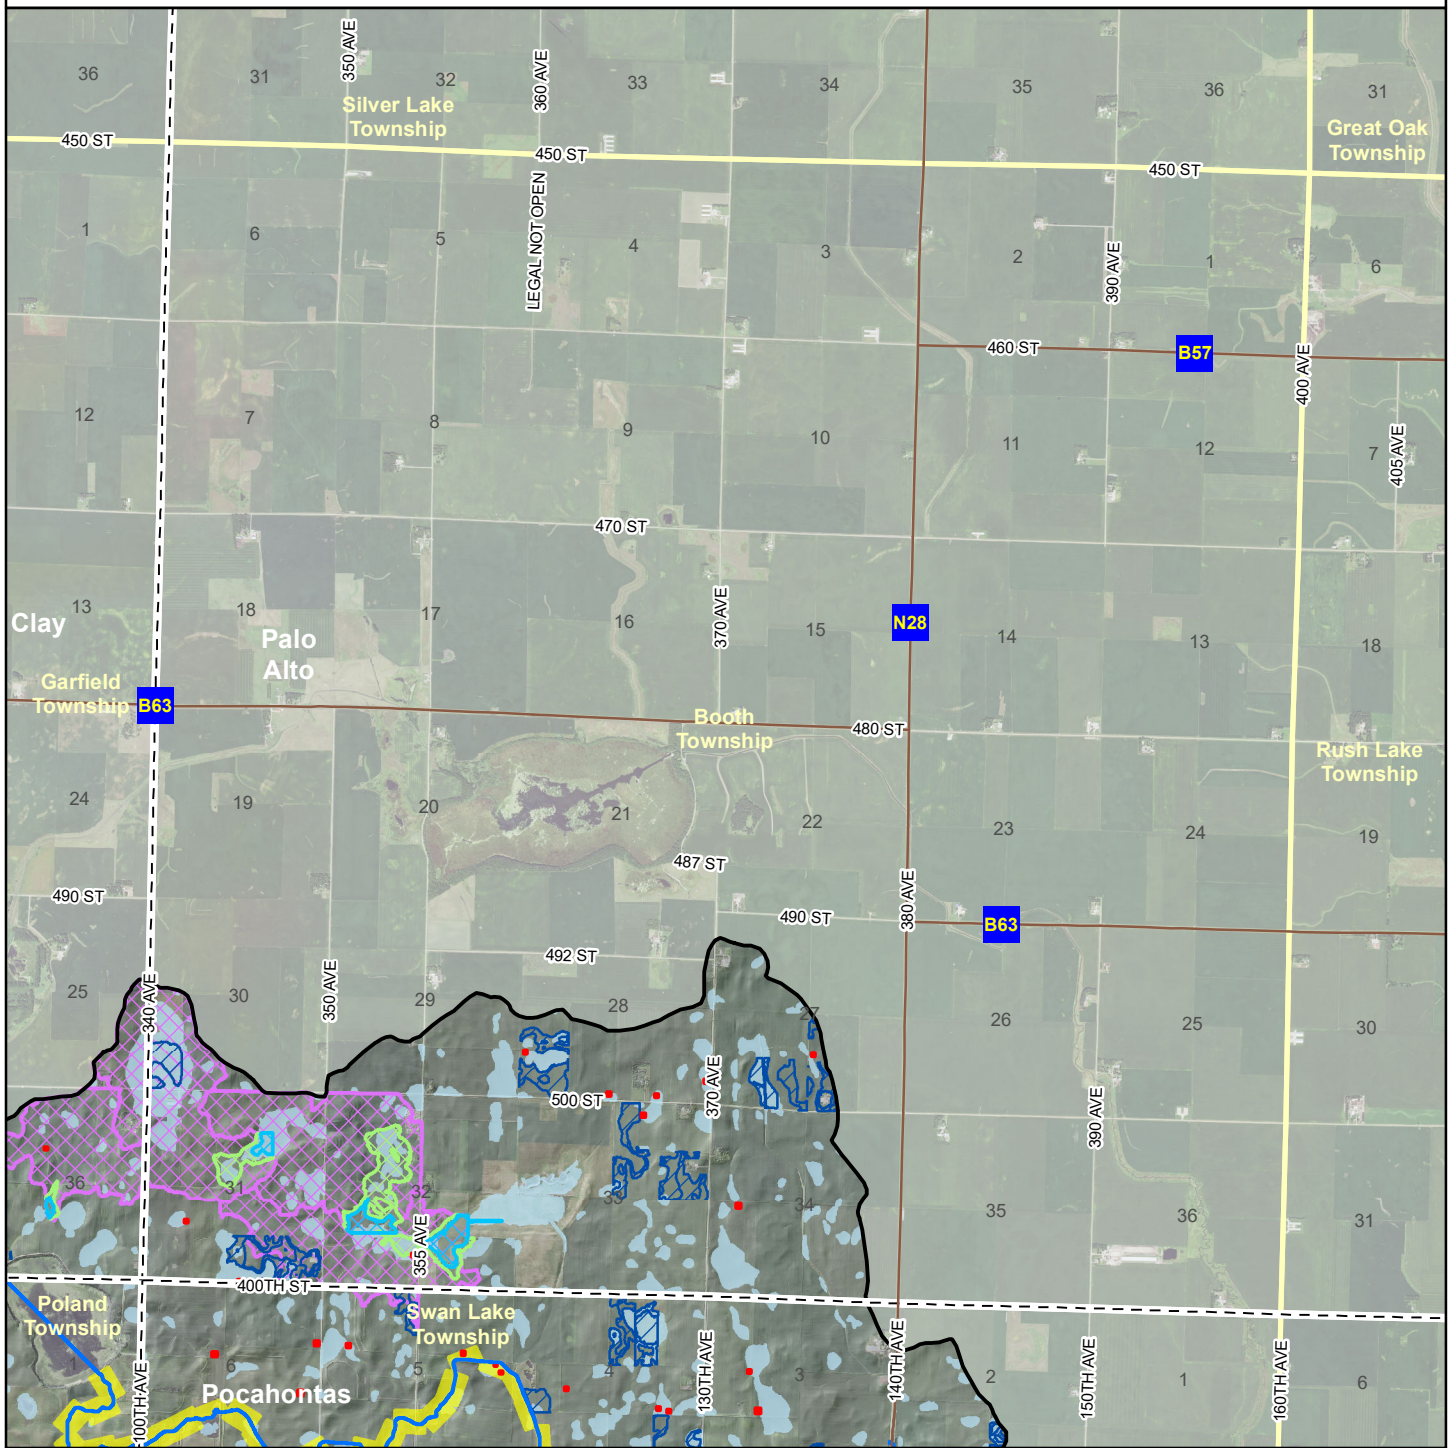 350 AVE
360 AVE
36
31
32
33
34
35
36
31
Silver Lake
Township
Great Oak
Township
450 ST
450 ST
450 ST
LEGAL NOT OPEN
1
6
5
4
3
2
1
6
390 AVE
460 ST
B57
400 AVE
12
7
8
9
10
11
12
7
405 AVE
470 ST
13
18
17
16
370 AVE
15
N28
14
13
18
Clay
Palo
Alto
Garfield
Township
B63
Booth
Township
480 ST
Rush Lake
Township
24
19
20
21
22
23
24
19
487 ST
490 ST
490 ST
380 AVE
B63
492 ST
25
340 AVE
30
350 AVE
29
28
27
26
25
30
500 ST
370 AVE
390 AVE
36
31
32
33
34
35
36
31
355 AVE
400TH ST
Poland
Township
Swan Lake
Township
1
6
5
4
3
2
1
6
100TH AVE
130TH AVE
140TH AVE
150TH AVE
160TH AVE
Pocahontas